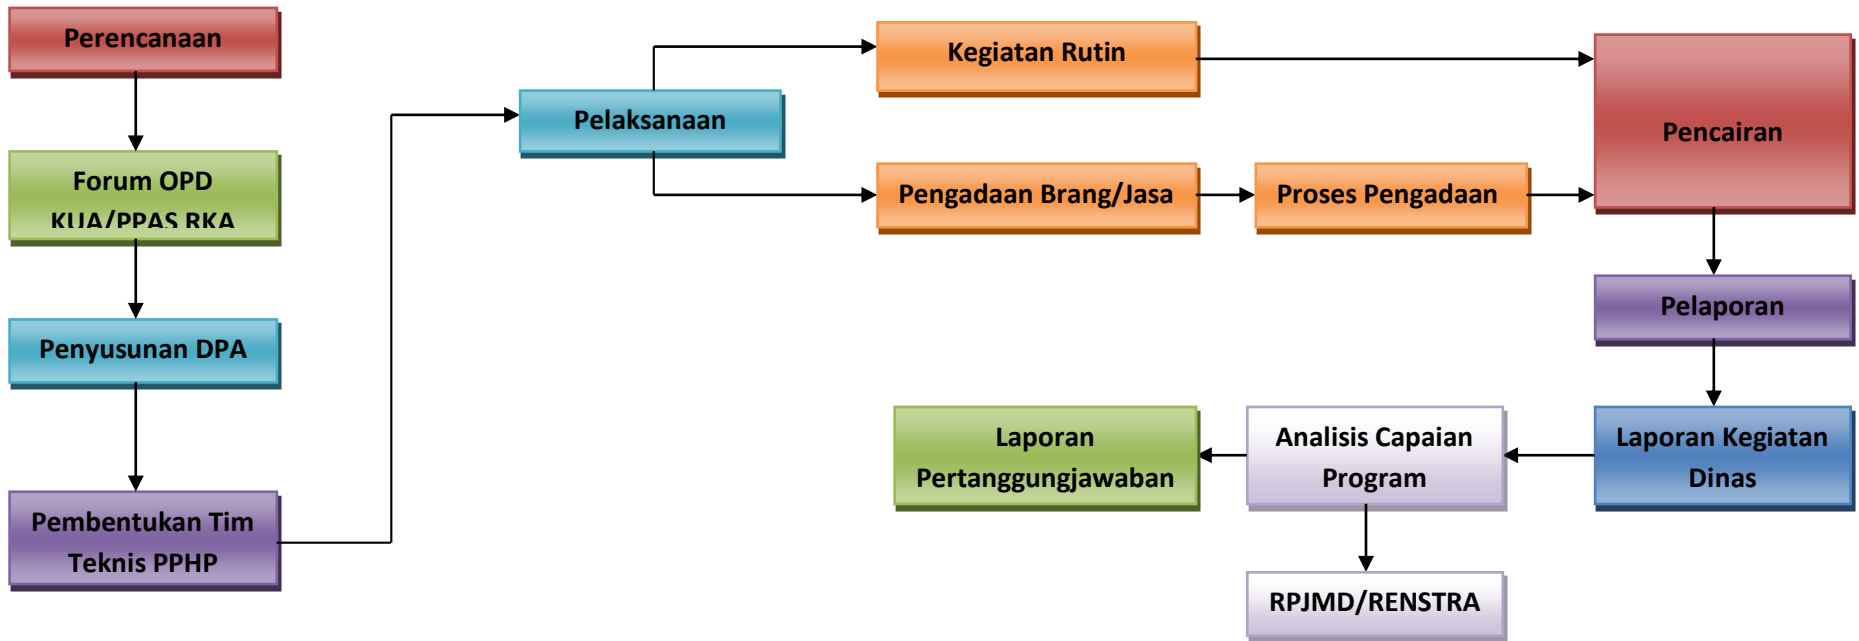 Perencanaan
Forum OPD
KUA/PPAS RKA
Penyusunan DPA
Pembentukan Tim
Teknis PPHP
Pelaksanaan
Kegiatan Rutin
Pengadaan Brang/Jasa
Proses Pengadaan
Pencairan
Pelaporan
Laporan Kegiatan
Dinas
Analisis Capaian
Program
Laporan
Pertanggungjawaban
RPJMD/RENSTRA